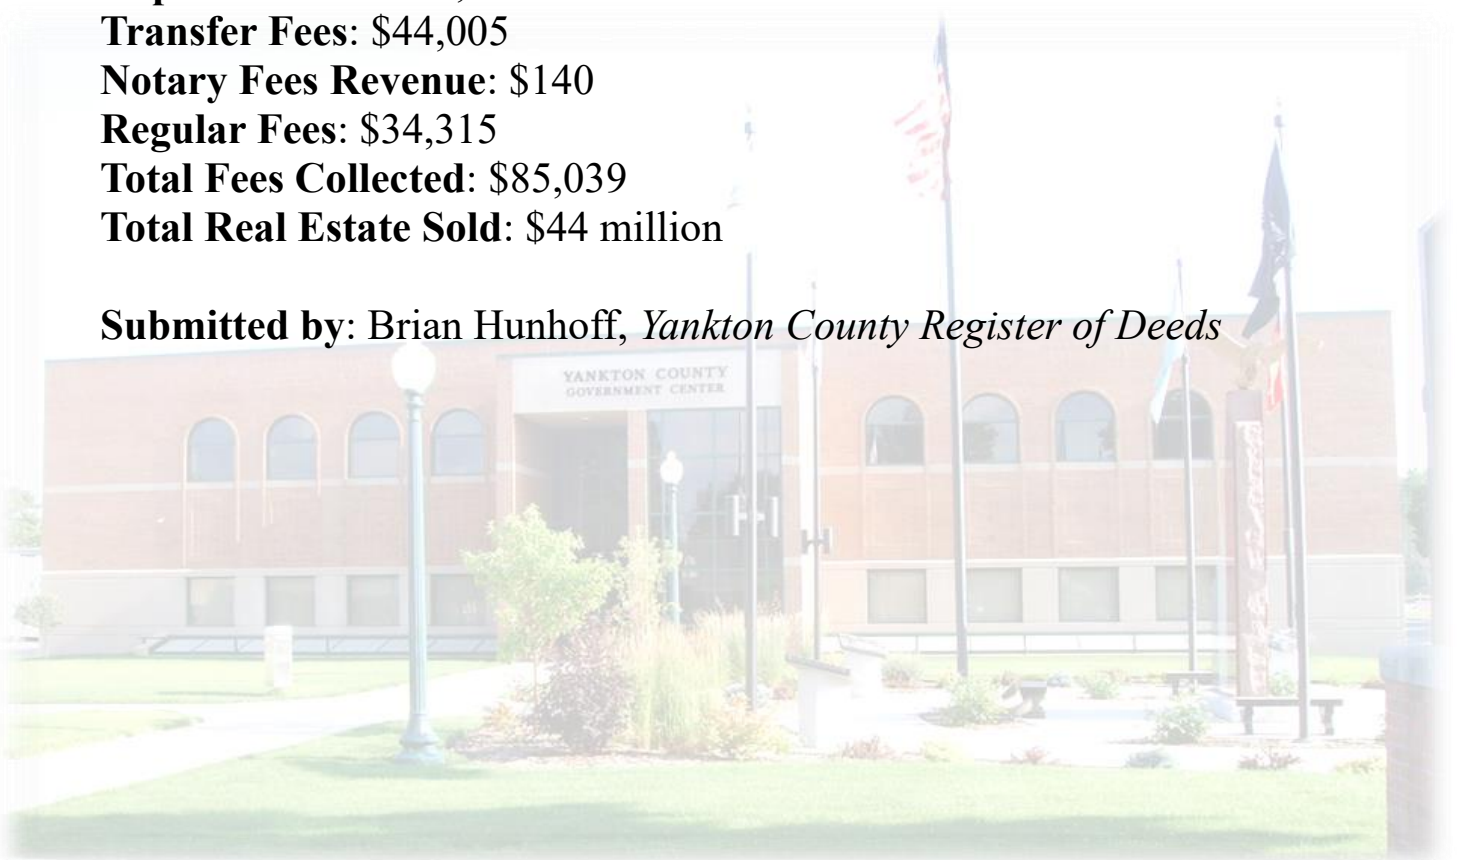 Transfer Fees: $44,005
Notary Fees Revenue: $140
Regular Fees: $34,315
Total Fees Collected: $85,039
Total Real Estate Sold: $44 million
Submitted by: Brian Hunhoff, Yankton County Register of Deeds
YANKTON COUNTY
GOVERNMENT CENTER